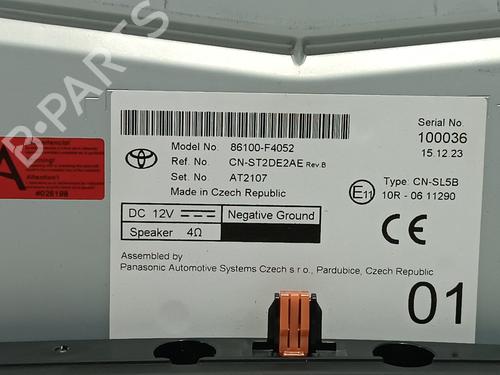 B-PARTS
Serial No.
100036
15.12.23
Model No. 86100-F4052
Ref. No. CN-ST2DE2AE Rev.B
Set. No. AT2107
Made in Czech Republic
E11
Type: CN-SL5B
10R - 06 11290
DC 12V
Negative Ground
Speaker 4Ω
CE
Assembled by
Panasonic Automotive Systems Czech s r o , Pardubice, Czech Republic
01
A
Warning!
Attention!